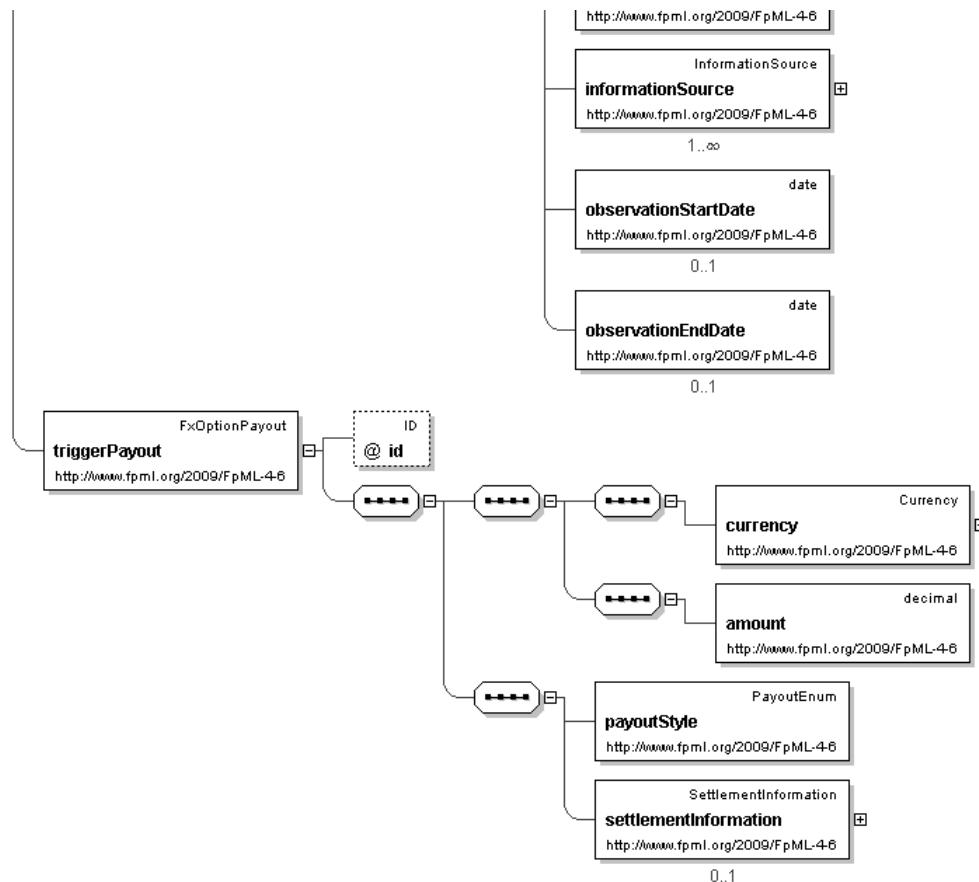 http://www.fpml.org/2009/FpML-4-6
InformationSource
informationSource
http://www.fpml.org/2009/FpML-4-6
1..∞
date
observationStartDate
http://www.fpml.org/2009/FpML-4-6
0..1
date
observationEndDate
http://www.fpml.org/2009/FpML-4-6
0..1
FxOptionPayout
triggerPayout
http://www.fpml.org/2009/FpML-4-6
ID
@ id
Currency
currency
http://www.fpml.org/2009/FpML-4-6
decimal
amount
http://www.fpml.org/2009/FpML-4-6
PayoutEnum
payoutStyle
http://www.fpml.org/2009/FpML-4-6
SettlementInformation
settlementInformation
http://www.fpml.org/2009/FpML-4-6
0..1